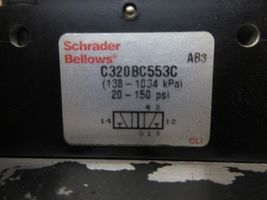 Schrader
Bellows
AB3
C320BC553C
(138 - 1034 kPa)
20 - 150 psi
4 2
14 12
5 1 3
CLI